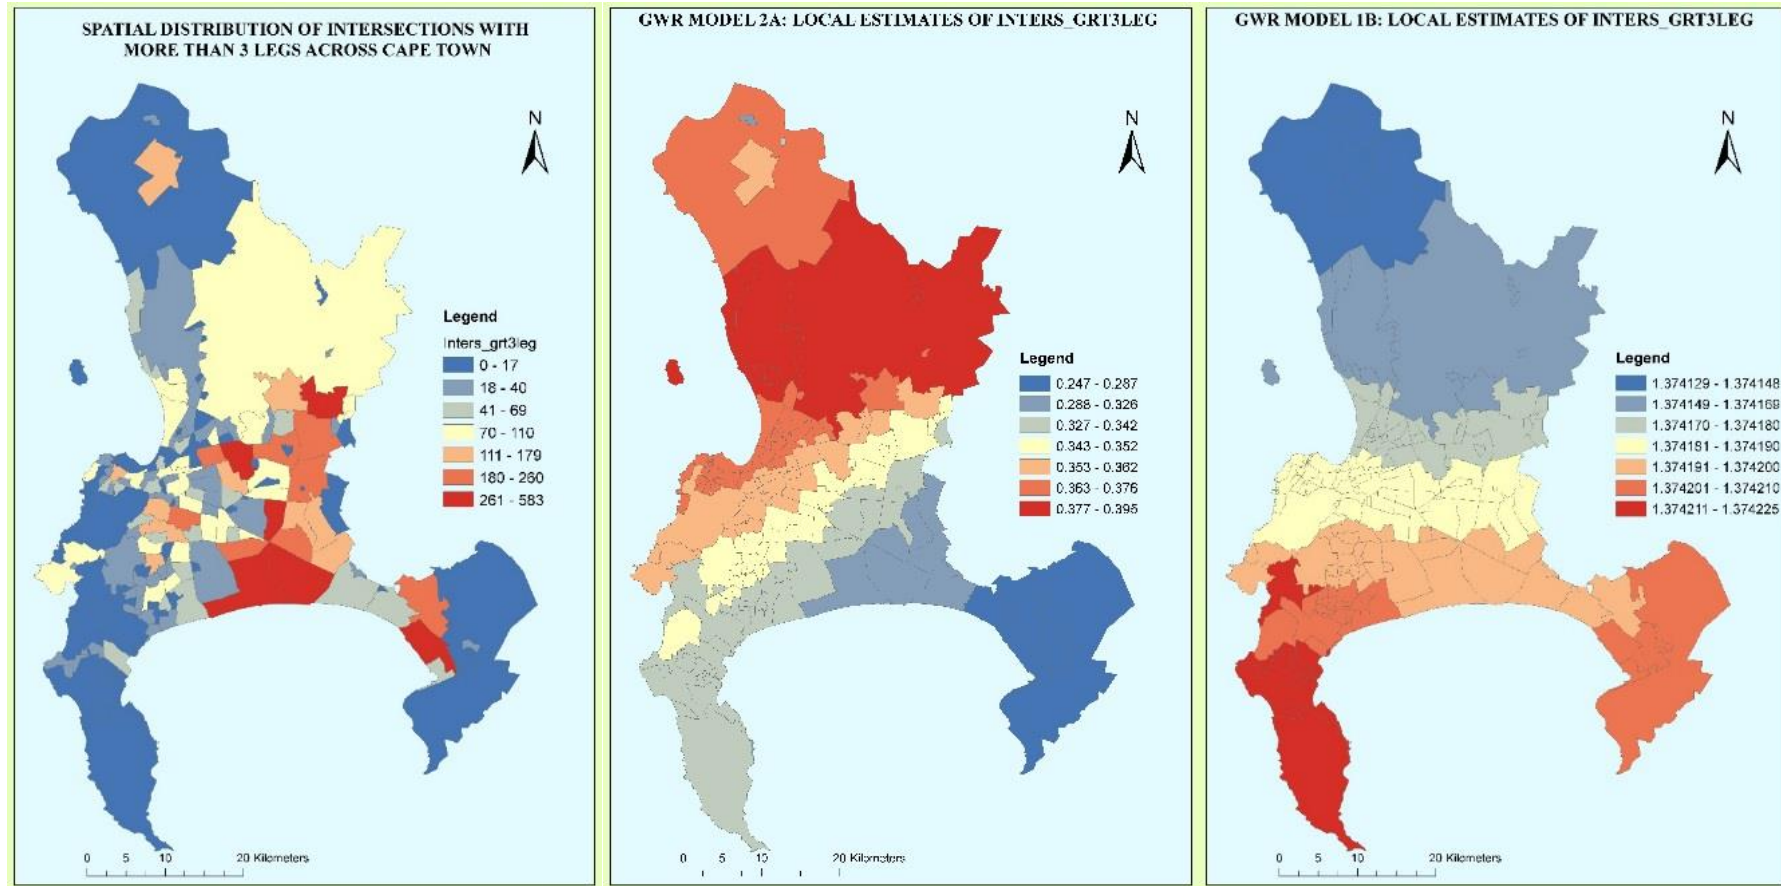 SPATIAL DISTRIBUTION OF INTERSECTIONS WITH
MORE THAN 3 LEGS ACROSS CAPE TOWN
N
Legend
Inters_grt3leg
0 - 17
18 - 40
41 - 69
70 - 110
111 - 179
180 - 260
261 - 583
0 5 10 20 Kilometers
GWR MODEL 2A: LOCAL ESTIMATES OF INTERS_GRT3LEG
N
Legend
0.247 - 0.287
0.288 - 0.326
0.327 - 0.342
0.343 - 0.352
0.353 - 0.362
0.363 - 0.376
0.377 - 0.395
0 5 10 20 Kilometers
GWR MODEL 1B: LOCAL ESTIMATES OF INTERS_GRT3LEG
N
Legend
1.374129 - 1.374148
1.374149 - 1.374169
1.374170 - 1.374180
1.374181 - 1.374190
1.374191 - 1.374200
1.374201 - 1.374210
1.374211 - 1.374225
0 5 10 20 Kilometers